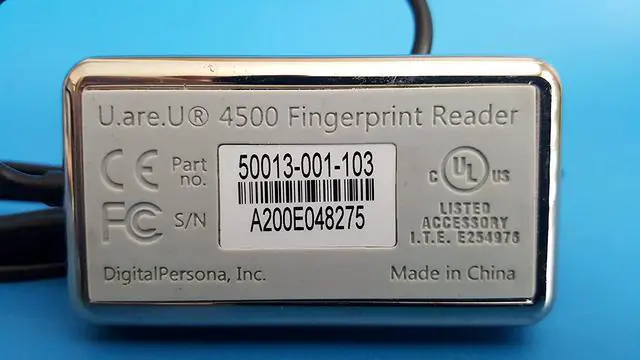 U.are.U® 4500 Fingerprint Reader
CE Part no. 50013-001-103
FC S/N A200E048275
C UL US
LISTED
ACCESSORY
I.T.E. E254976
DigitalPersona, Inc. Made in China